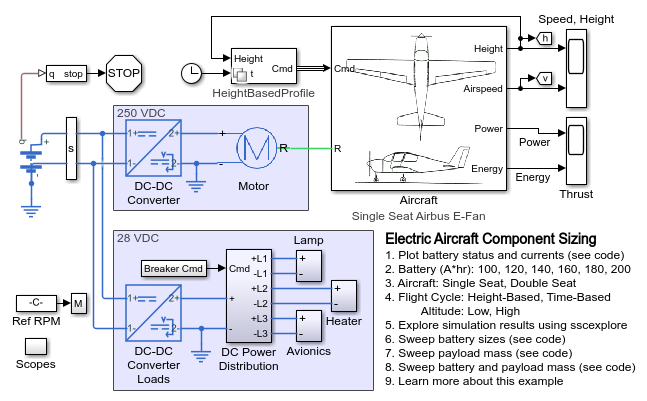 Speed, Height
Height
h
Height
t
Cmd
Cmd
HeightBasedProfile
q stop
STOP
Airspeed
v
Power
Power
Energy
Energy
Thrust
R
Aircraft
Single Seat Airbus E-Fan
q
+
-
s
250 VDC
1+
2+
1-
2-
V
DC-DC
Converter
+
-
M
R
Motor
28 VDC
Breaker Cmd
Cmd
+
-
+L1
-L1
+L2
-L2
+L3
-L3
DC Power
Distribution
Lamp
+
-
+
-
Heater
+
-
Avionics
1+
2+
1-
2-
V
DC-DC
Converter
Loads
-C-
M
Ref RPM
Scopes
Electric Aircraft Component Sizing
1. Plot battery status and currents (see code)
2. Battery (A*hr): 100, 120, 140, 160, 180, 200
3. Aircraft: Single Seat, Double Seat
4. Flight Cycle: Height-Based, Time-Based
Altitude: Low, High
5. Explore simulation results using sscexplore
6. Sweep battery sizes (see code)
7. Sweep payload mass (see code)
8. Sweep battery and payload mass (see code)
9. Learn more about this example